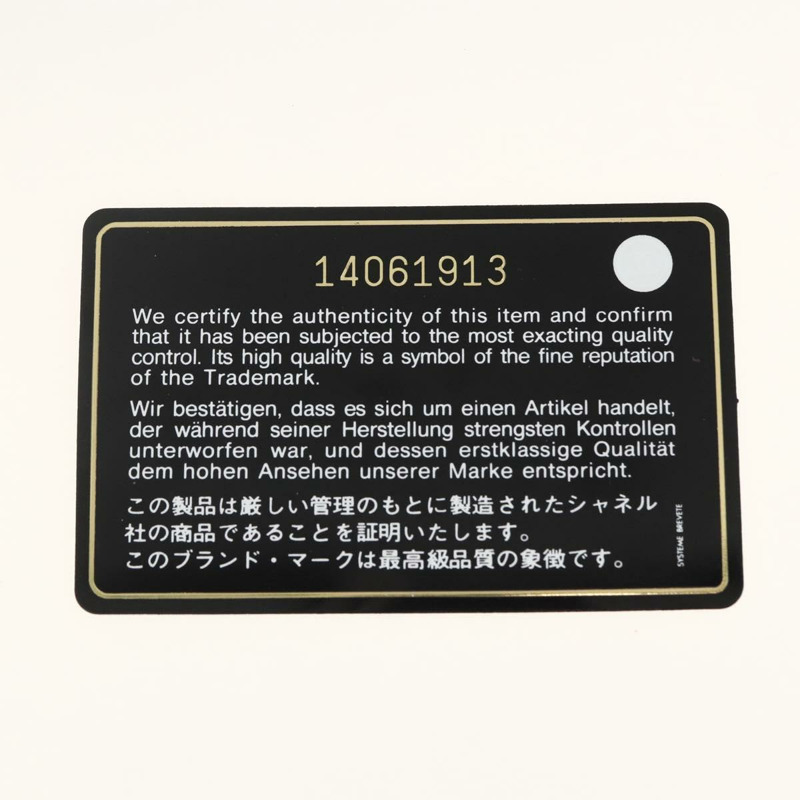 14061913
We certify the authenticity of this item and confirm
that it has been subjected to the most exacting quality
control. Its high quality is a symbol of the fine reputation
of the Trademark.
Wir bestätigen, dass es sich um einen Artikel handelt,
der während seiner Herstellung strengsten Kontrollen
unterworfen war, und dessen erstklassige Qualität
dem hohen Ansehen unserer Marke entspricht.
この製品は厳しい管理のもとに製造されたシャネル
社の商品であることを証明いたします。
このブランド・マークは最高級品質の象徴です。
SYSTEME BREVETE